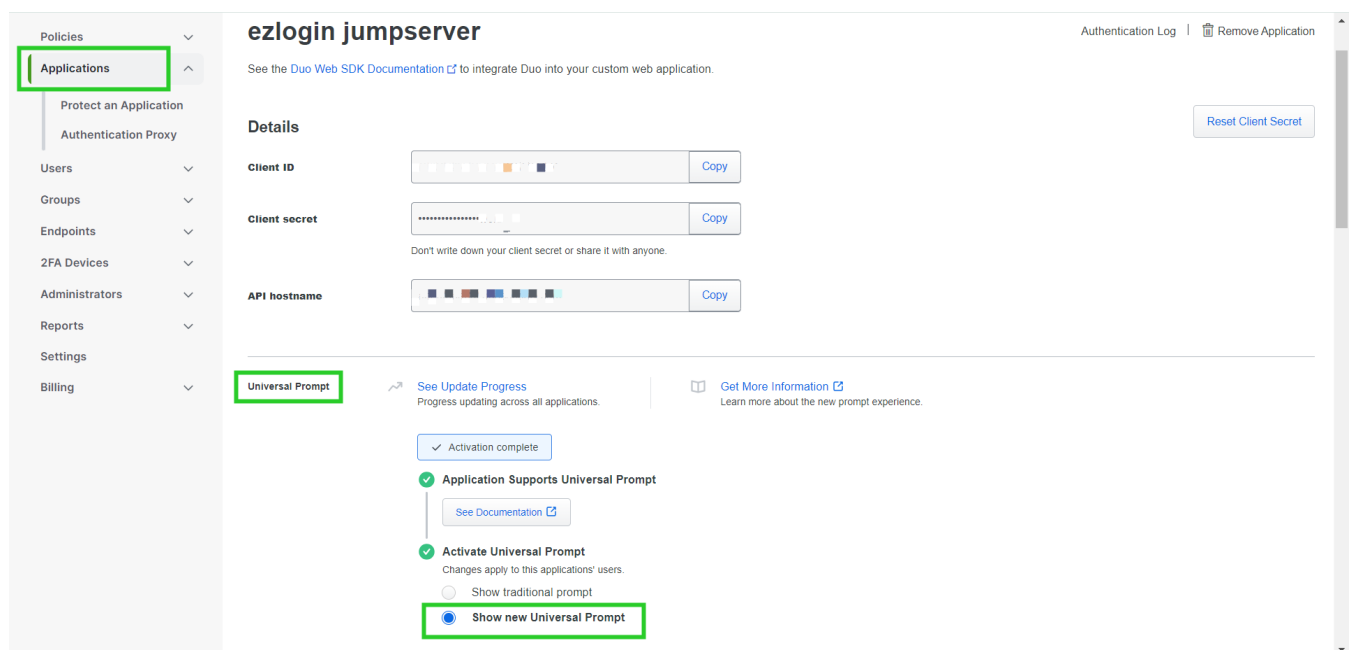 Policies
Applications
Protect an Application
Authentication Proxy
Users
Groups
Endpoints
2FA Devices
Administrators
Reports
Settings
Billing
ezlogin jumpserver
Authentication Log
Remove Application
See the Duo Web SDK Documentation to integrate Duo into your custom web application.
Details
Reset Client Secret
Client ID
Copy
Client secret
••••••••••••••••
Copy
Don't write down your client secret or share it with anyone.
API hostname
Copy
Universal Prompt
See Update Progress
Progress updating across all applications.
Get More Information
Learn more about the new prompt experience.
Activation complete
Application Supports Universal Prompt
See Documentation
Activate Universal Prompt
Changes apply to this applications' users.
Show traditional prompt
Show new Universal Prompt